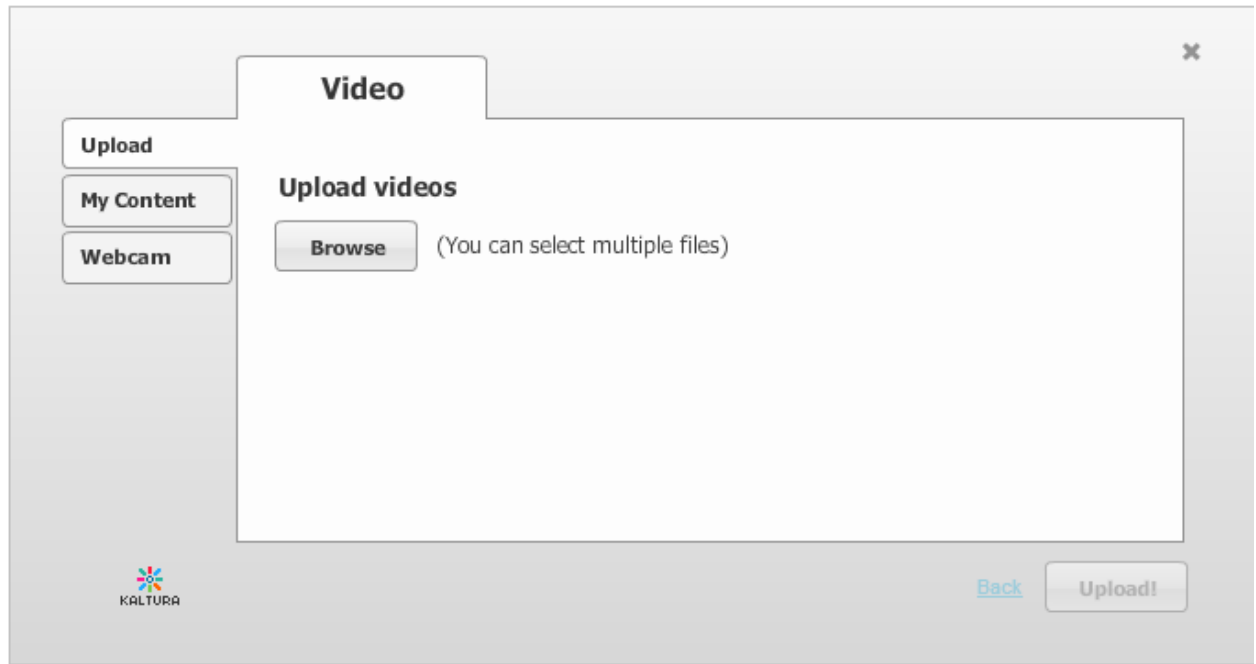 Video
Upload
My Content
Webcam
Upload videos
Browse (You can select multiple files)
KALTURA
Back Upload!